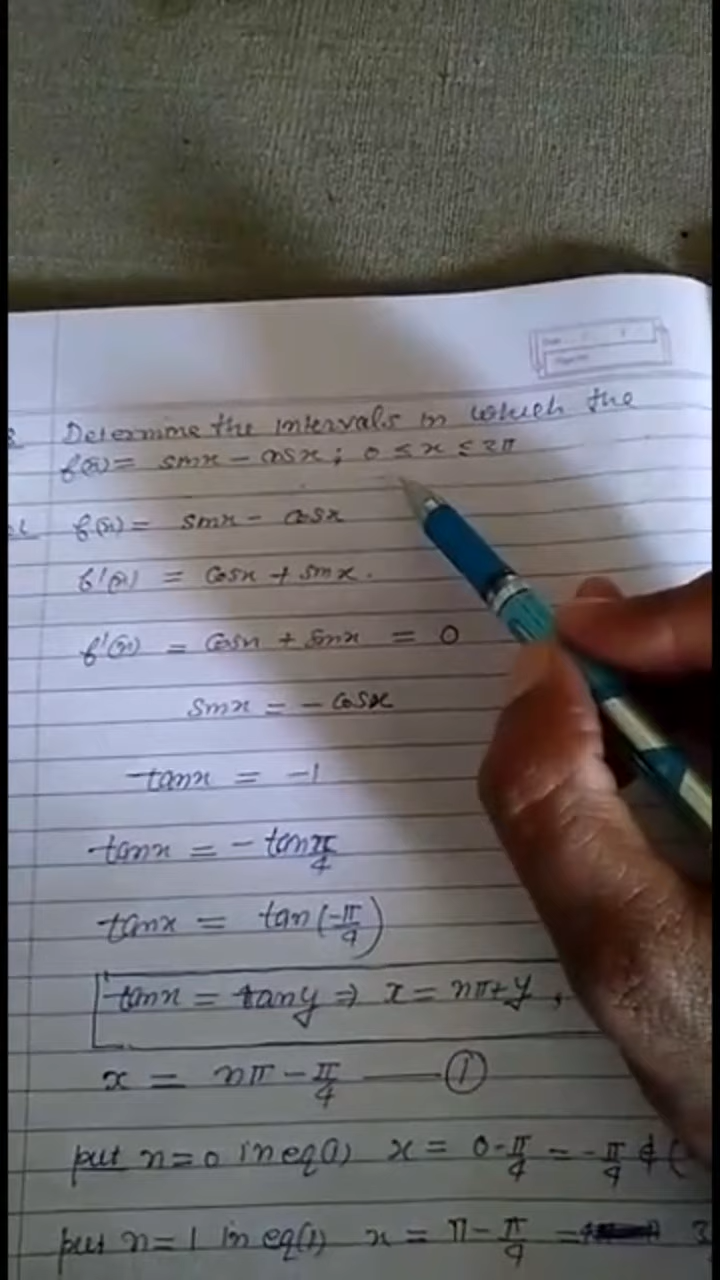 Determine the intervals in which the
f(x) = sinx - cosx ; 0 ≤ x ≤ 2π
f(x) = sinx - cosx
f'(x) = cosx + sinx.
f'(x) = cosx + sinx = 0
sinx = - cosx
tanx = -1
tanx = - tan π/4
tanx = tan(-π/4)
tanx = tany ⇒ x = nπ+y,
x = nπ - π/4 — ①
put n=0 in eq(1) x = 0-π/4 = -π/4 ∉ (
put n=1 in eq(1) x = π-π/4 = 3